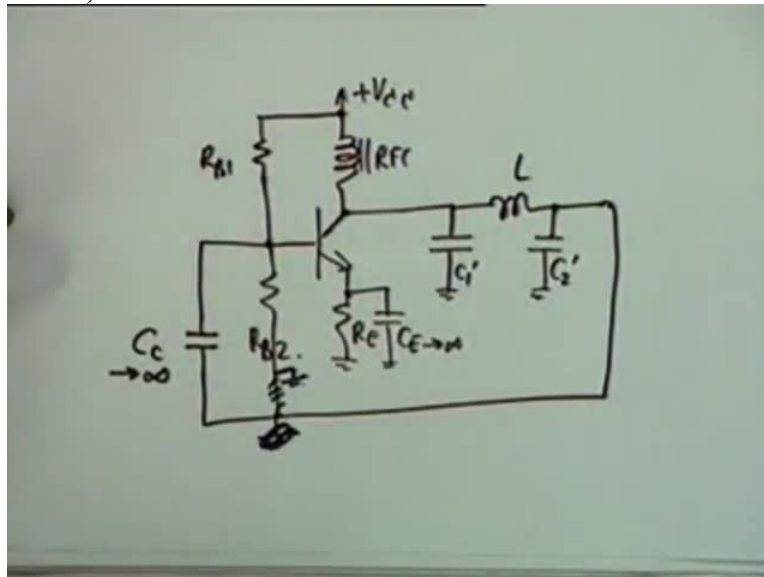 +Vcc
RB1
RFC
L
C1'
C2'
Cc
→∞
RB2.
RE
CE→∞